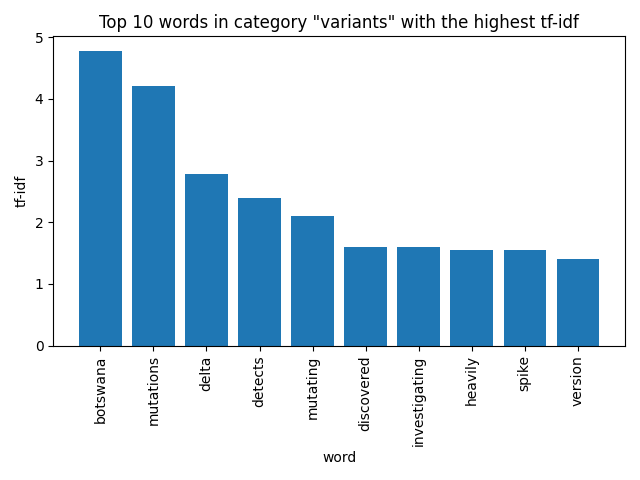 Top 10 words in category "variants" with the highest tf-idf
5
4
3
2
1
0
tf-idf
botswana
mutations
delta
detects
mutating
discovered
investigating
heavily
spike
version
word